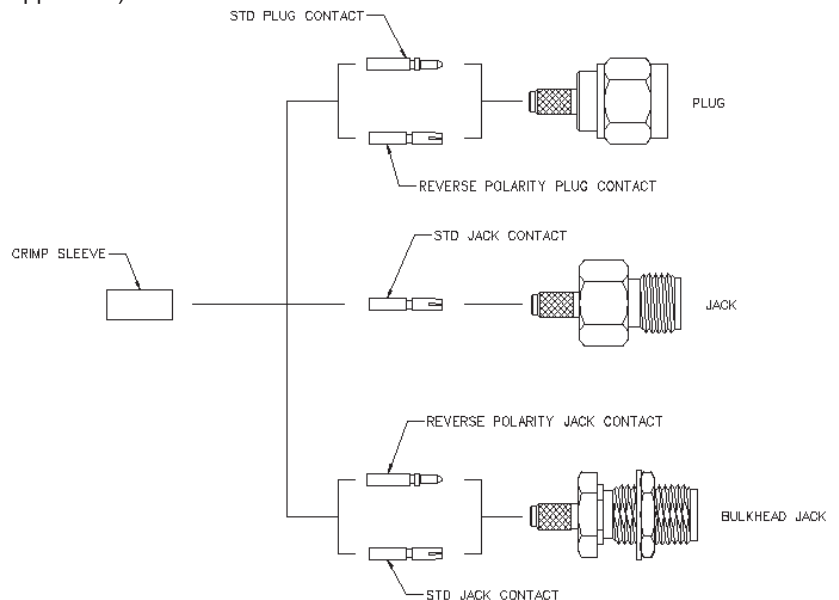 STD PLUG CONTACT
PLUG
REVERSE POLARITY PLUG CONTACT
STD JACK CONTACT
CRIMP SLEEVE
JACK
REVERSE POLARITY JACK CONTACT
BULKHEAD JACK
STD JACK CONTACT